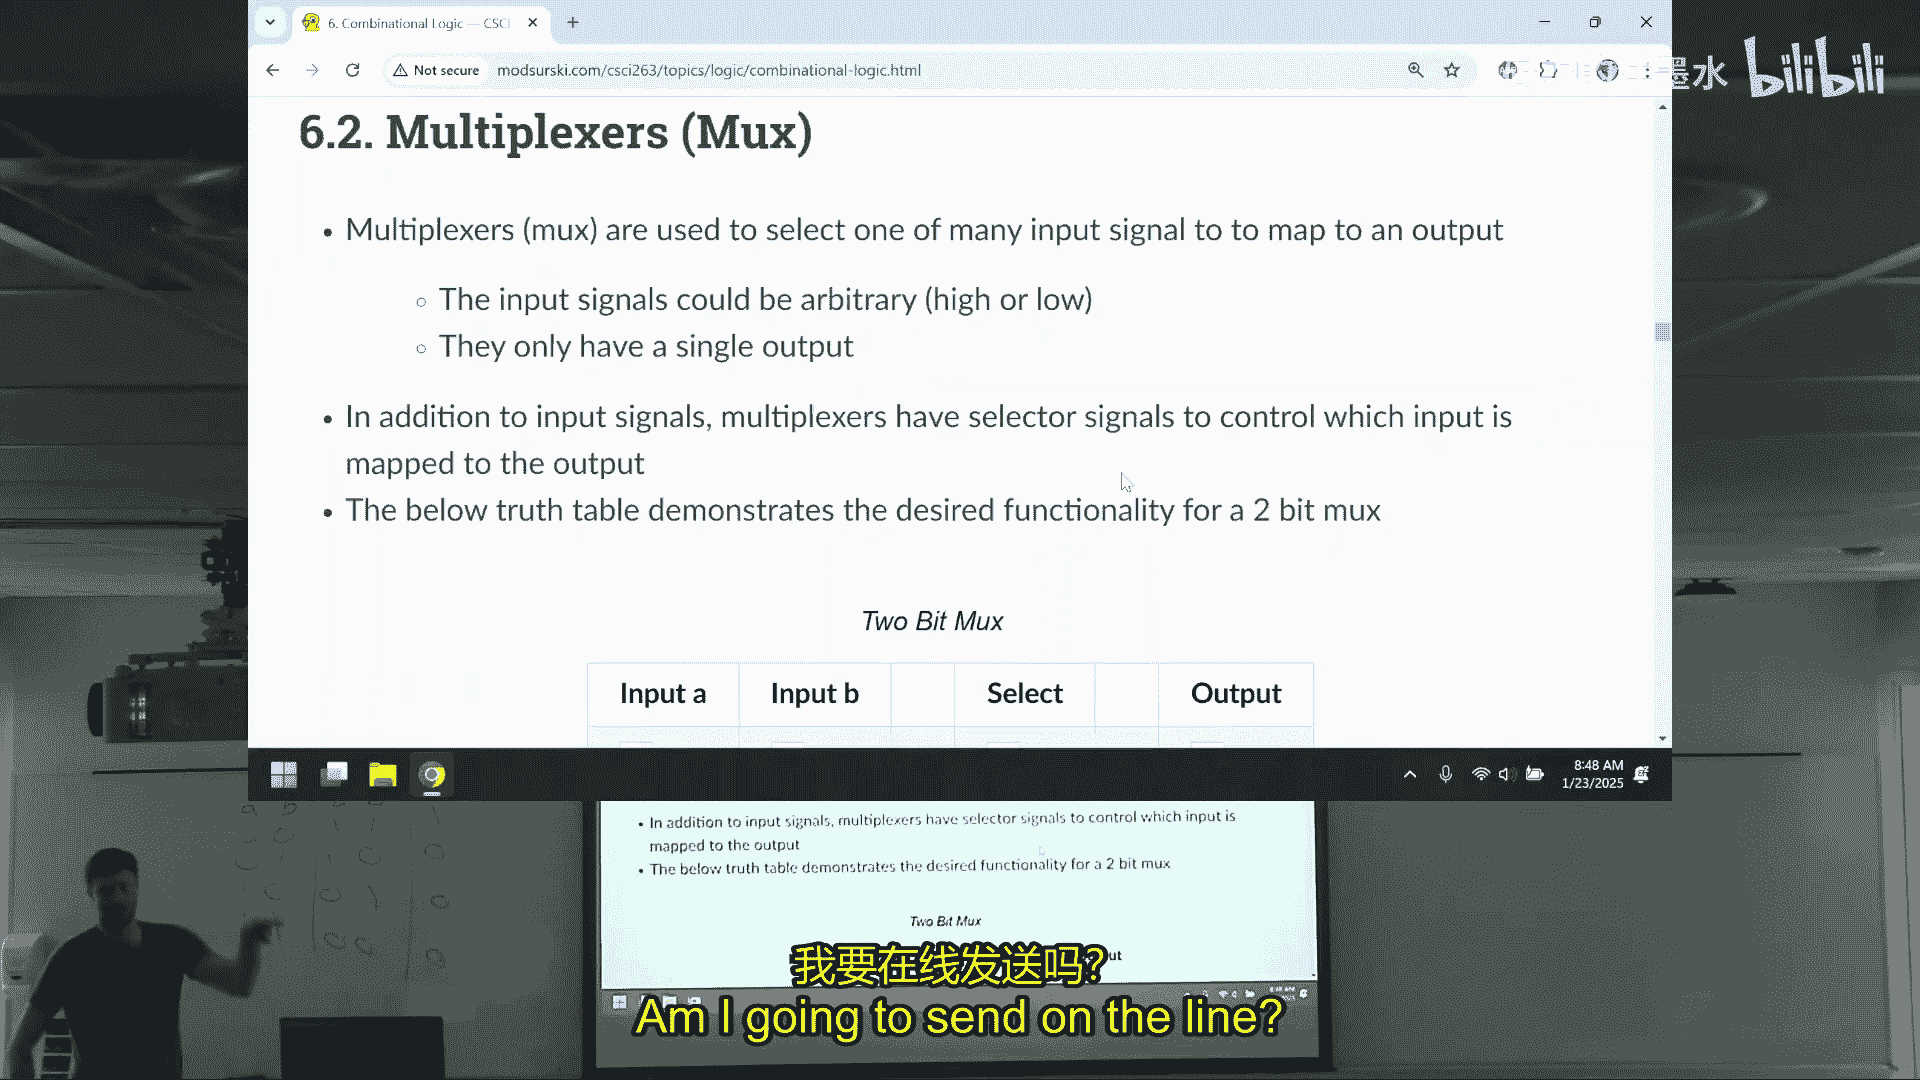 6. Combinational Logic — CSCI
Not secure
modsurski.com/csci263/topics/logic/combinational-logic.html
墨水 bilibili
6.2. Multiplexers (Mux)
• Multiplexers (mux) are used to select one of many input signal to to map to an output
The input signals could be arbitrary (high or low)
They only have a single output
• In addition to input signals, multiplexers have selector signals to control which input is
mapped to the output
• The below truth table demonstrates the desired functionality for a 2 bit mux
Two Bit Mux
Input a Input b Select Output
8:48 AM
1/23/2025
• In addition to input signals, multiplexers have selector signals to control which input is
mapped to the output
• The below truth table demonstrates the desired functionality for a 2 bit mux
Two Bit Mux
我要在线发送吗?
Am I going to send on the line?